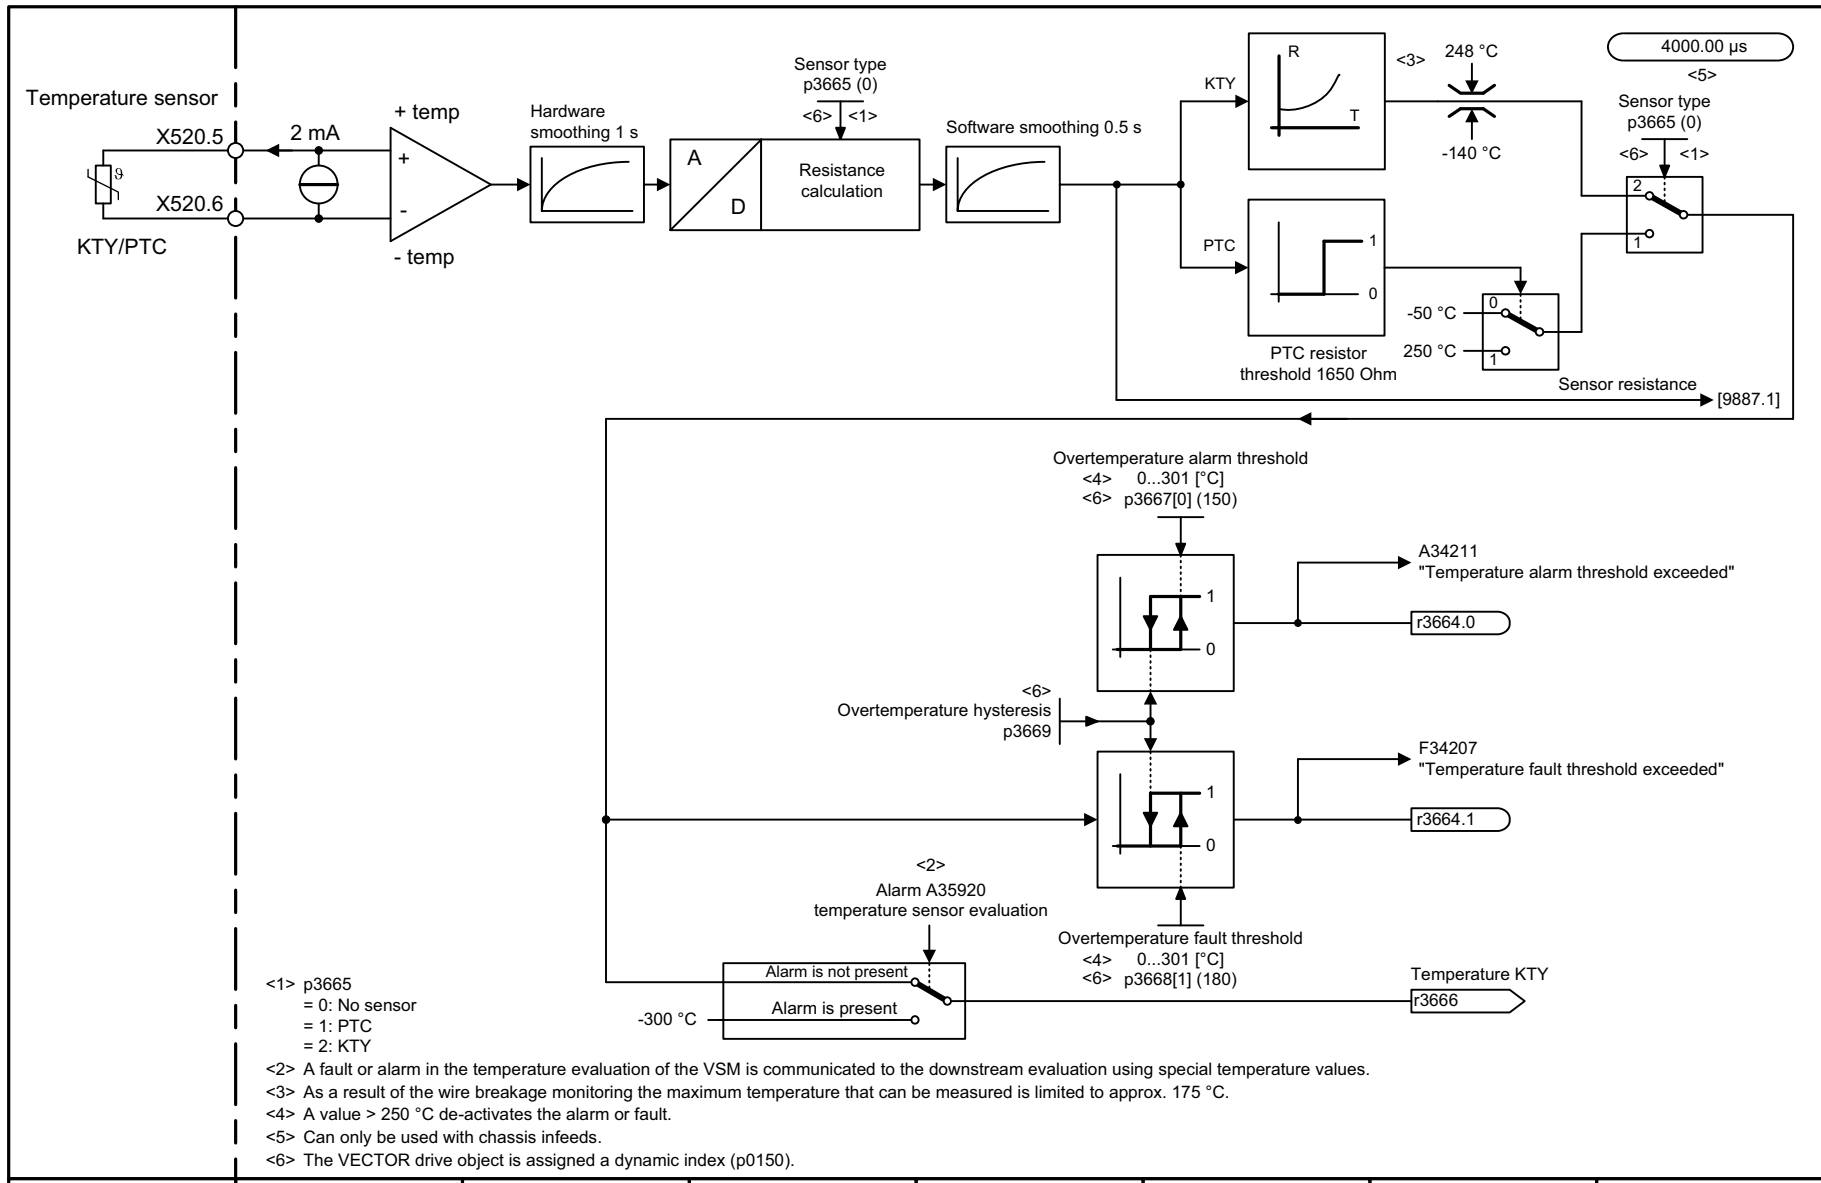 Temperature sensor
X520.5
ϑ
X520.6
KTY/PTC
2 mA
+ temp
+
-
- temp
Hardware
smoothing 1 s
Sensor type
p3665 (0)
<6> <1>
A
D
Resistance
calculation
Software smoothing 0.5 s
KTY
R
T
<3>
248 °C
-140 °C
4000.00 µs
<5>
Sensor type
p3665 (0)
<6> <1>
2
1
PTC
1
0
PTC resistor
threshold 1650 Ohm
-50 °C
0
250 °C
1
Sensor resistance
[9887.1]
Overtemperature alarm threshold
<4> 0...301 [°C]
<6> p3667[0] (150)
1
0
A34211
"Temperature alarm threshold exceeded"
r3664.0
<6>
Overtemperature hysteresis
p3669
1
0
F34207
"Temperature fault threshold exceeded"
r3664.1
Overtemperature fault threshold
<4> 0...301 [°C]
<6> p3668[1] (180)
<2>
Alarm A35920
temperature sensor evaluation
Alarm is not present
Alarm is present
-300 °C
Temperature KTY
r3666
<1> p3665
= 0: No sensor
= 1: PTC
= 2: KTY
<2> A fault or alarm in the temperature evaluation of the VSM is communicated to the downstream evaluation using special temperature values.
<3> As a result of the wire breakage monitoring the maximum temperature that can be measured is limited to approx. 175 °C.
<4> A value > 250 °C de-activates the alarm or fault.
<5> Can only be used with chassis infeeds.
<6> The VECTOR drive object is assigned a dynamic index (p0150).